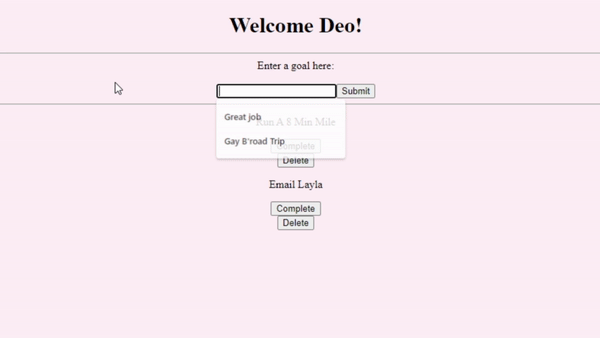 Welcome Deo!
Enter a goal here:
Submit
Great job
Run A 8 Min Mile
Complete
Gay B'road Trip
Delete
Email Layla
Complete
Delete